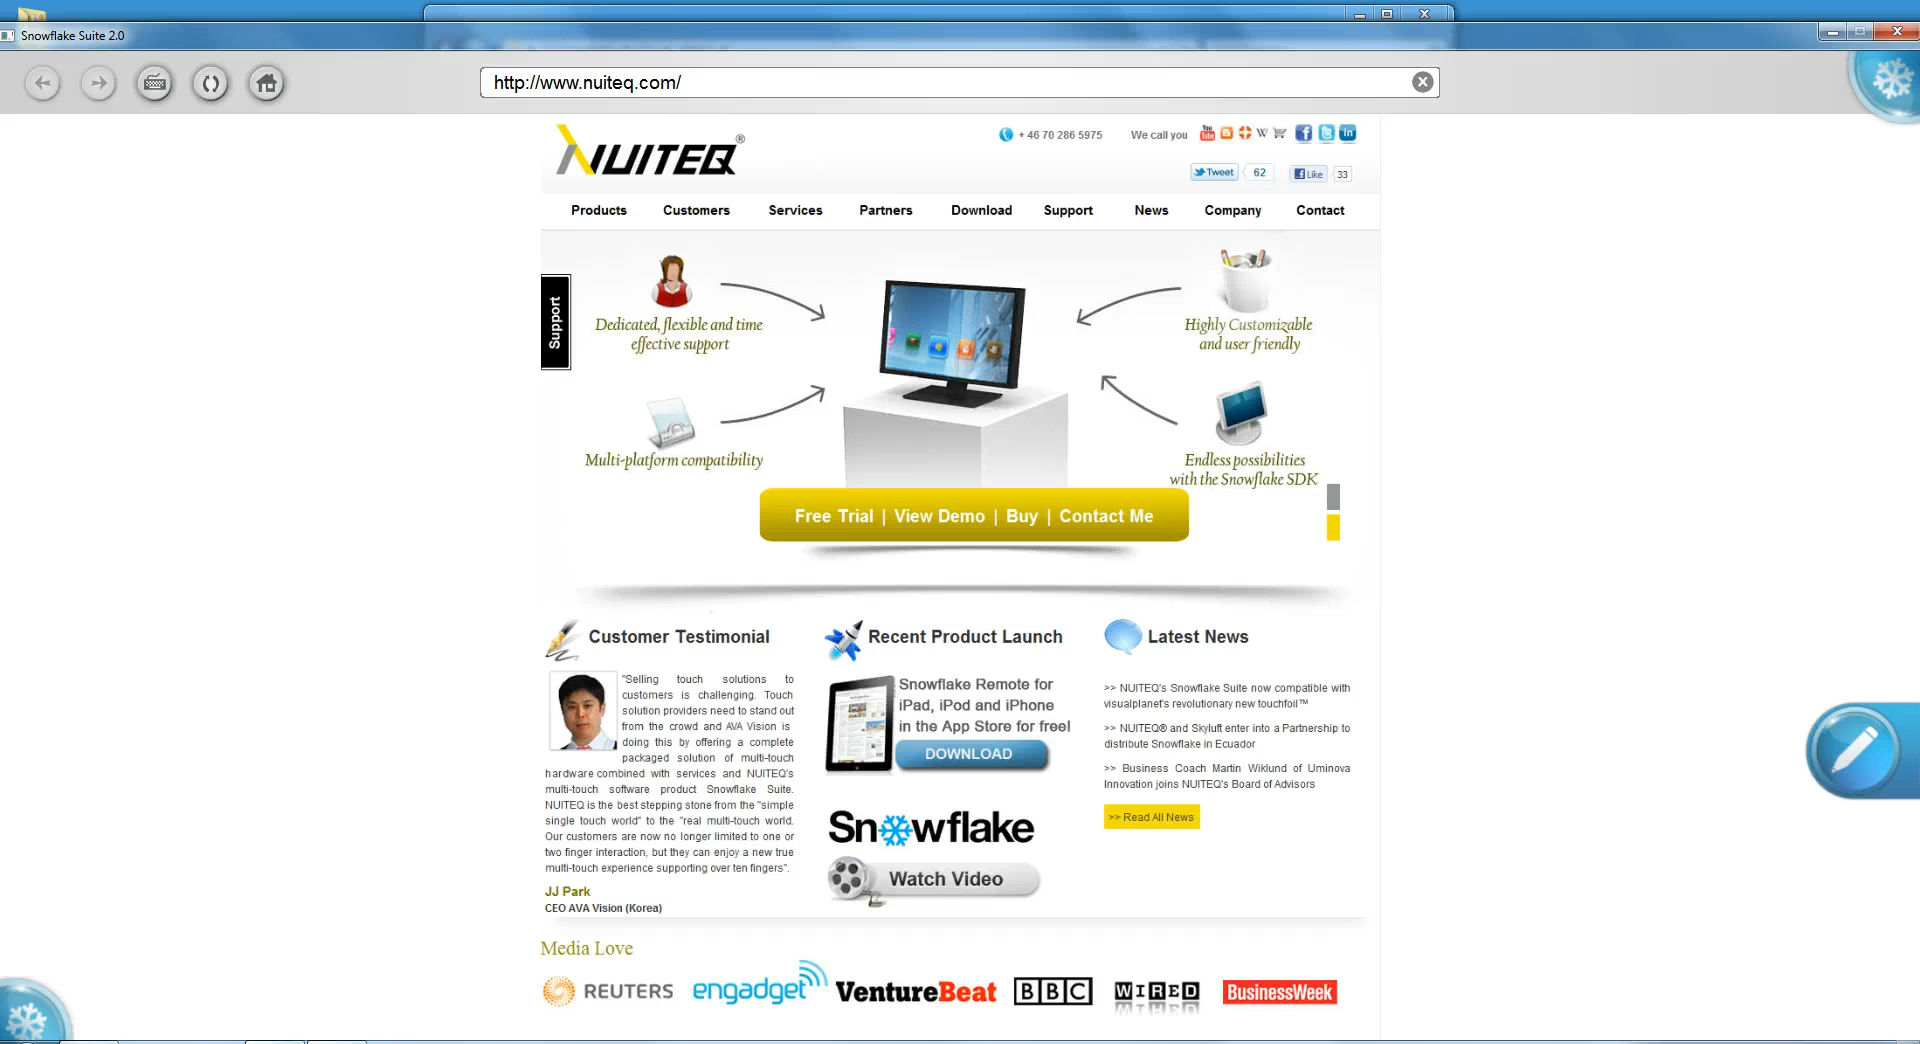 Snowflake Suite 2.0
http://www.nuiteq.com/
NUITEQ®
+ 46 70 286 5975
We call you
You Tube
W
f
t
in
Tweet
62
Like
33
Products
Customers
Services
Partners
Download
Support
News
Company
Contact
Support
Dedicated, flexible and time
effective support
Highly Customizable
and user friendly
Multi-platform compatibility
Endless possibilities
with the Snowflake SDK
Free Trial | View Demo | Buy | Contact Me
Customer Testimonial
"Selling touch solutions to
customers is challenging. Touch
solution providers need to stand out
from the crowd and AVA Vision is
doing this by offering a complete
packaged solution of multi-touch
hardware combined with services and NUITEQ's
multi-touch software product Snowflake Suite.
NUITEQ is the best stepping stone from the "simple
single touch world" to the "real multi-touch world.
Our customers are now no longer limited to one or
two finger interaction, but they can enjoy a new true
multi-touch experience supporting over ten fingers".
JJ Park
CEO AVA Vision (Korea)
Recent Product Launch
Snowflake Remote for
iPad, iPod and iPhone
in the App Store for free!
DOWNLOAD
Snowflake
Watch Video
Latest News
>> NUITEQ's Snowflake Suite now compatible with
visualplanet's revolutionary new touchfoil™
>> NUITEQ® and Skyluft enter into a Partnership to
distribute Snowflake in Ecuador
>> Business Coach Martin Wiklund of Uminova
Innovation joins NUITEQ's Board of Advisors
>> Read All News
Media Love
REUTERS
engadget
VentureBeat
BBC
WIRED
BusinessWeek